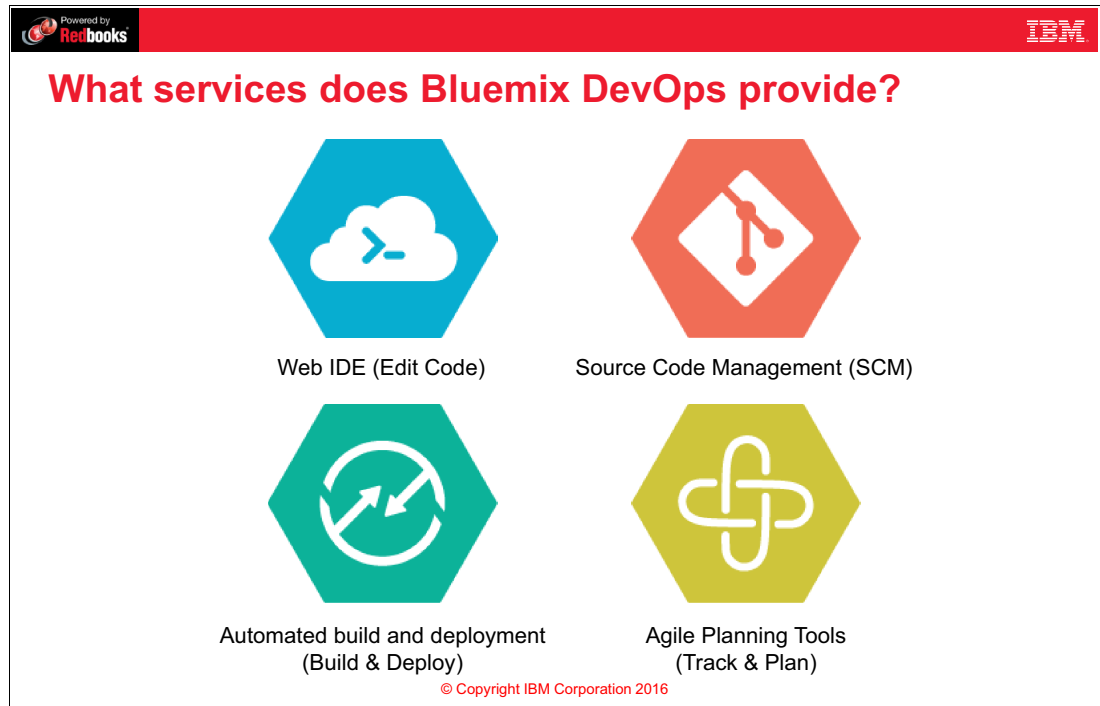 Powered by
Redbooks
IBM
What services does Bluemix DevOps provide?
Web IDE (Edit Code)
Source Code Management (SCM)
Automated build and deployment
(Build & Deploy)
Agile Planning Tools
(Track & Plan)
© Copyright IBM Corporation 2016